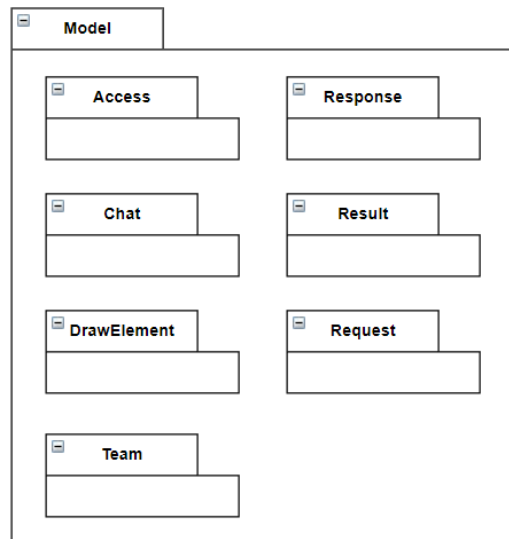 Model
Access
Response
Chat
Result
DrawElement
Request
Team